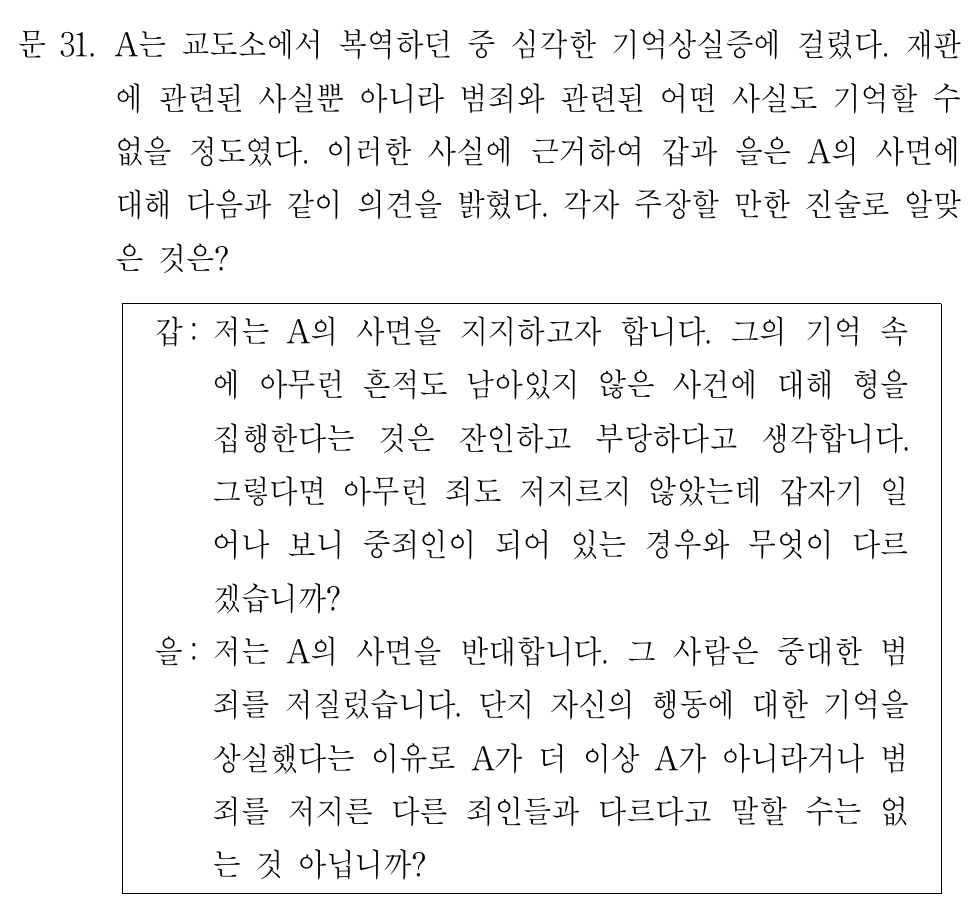 문 31. A는 교도소에서 복역하던 중 심각한 기억상실증에 걸렸다. 재판
에 관련된 사실뿐 아니라 범죄와 관련된 어떤 사실도 기억할 수
없을 정도였다. 이러한 사실에 근거하여 갑과 을은 A의 사면에
대해 다음과 같이 의견을 밝혔다. 각자 주장할 만한 진술로 알맞
은 것은?
갑: 저는 A의 사면을 지지하고자 합니다. 그의 기억 속
에 아무런 흔적도 남아있지 않은 사건에 대해 형을
집행한다는 것은 잔인하고 부당하다고 생각합니다.
그렇다면 아무런 죄도 저지르지 않았는데 갑자기 일
어나 보니 중죄인이 되어 있는 경우와 무엇이 다르
겠습니까?
을: 저는 A의 사면을 반대합니다. 그 사람은 중대한 범
죄를 저질렀습니다. 단지 자신의 행동에 대한 기억을
상실했다는 이유로 A가 더 이상 A가 아니라거나 범
죄를 저지른 다른 죄인들과 다르다고 말할 수는 없
는 것 아닙니까?